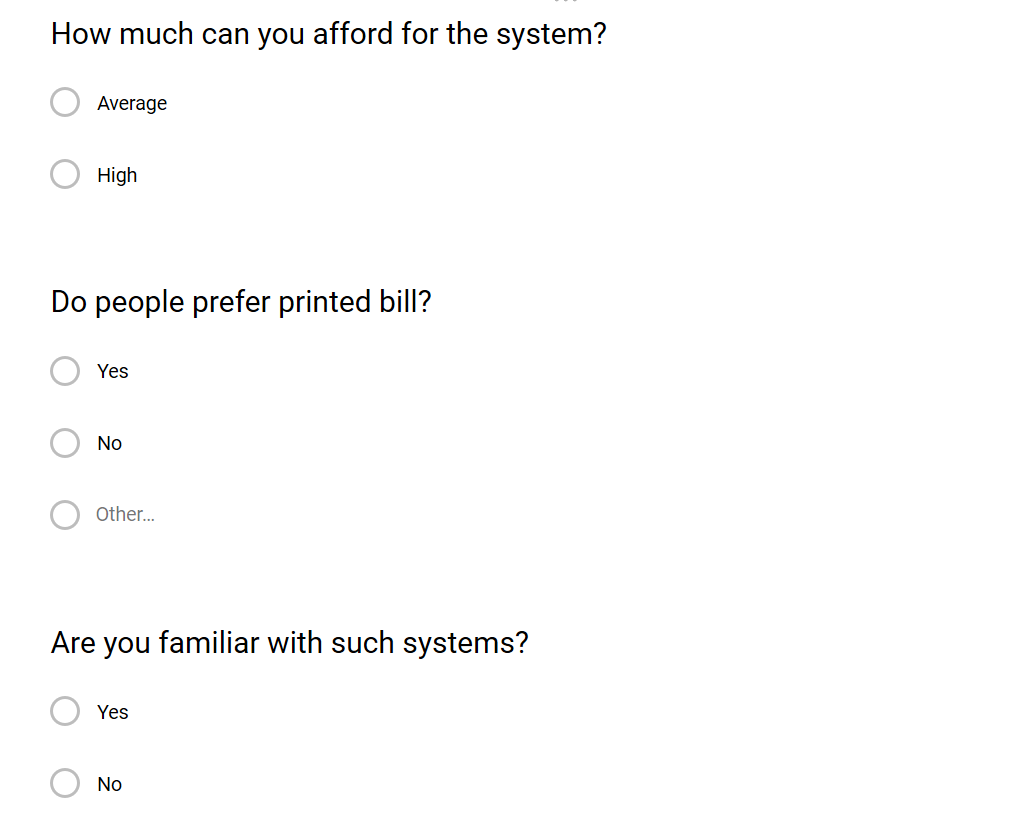 How much can you afford for the system?
Average
High
Do people prefer printed bill?
Yes
No
Other...
Are you familiar with such systems?
Yes
No